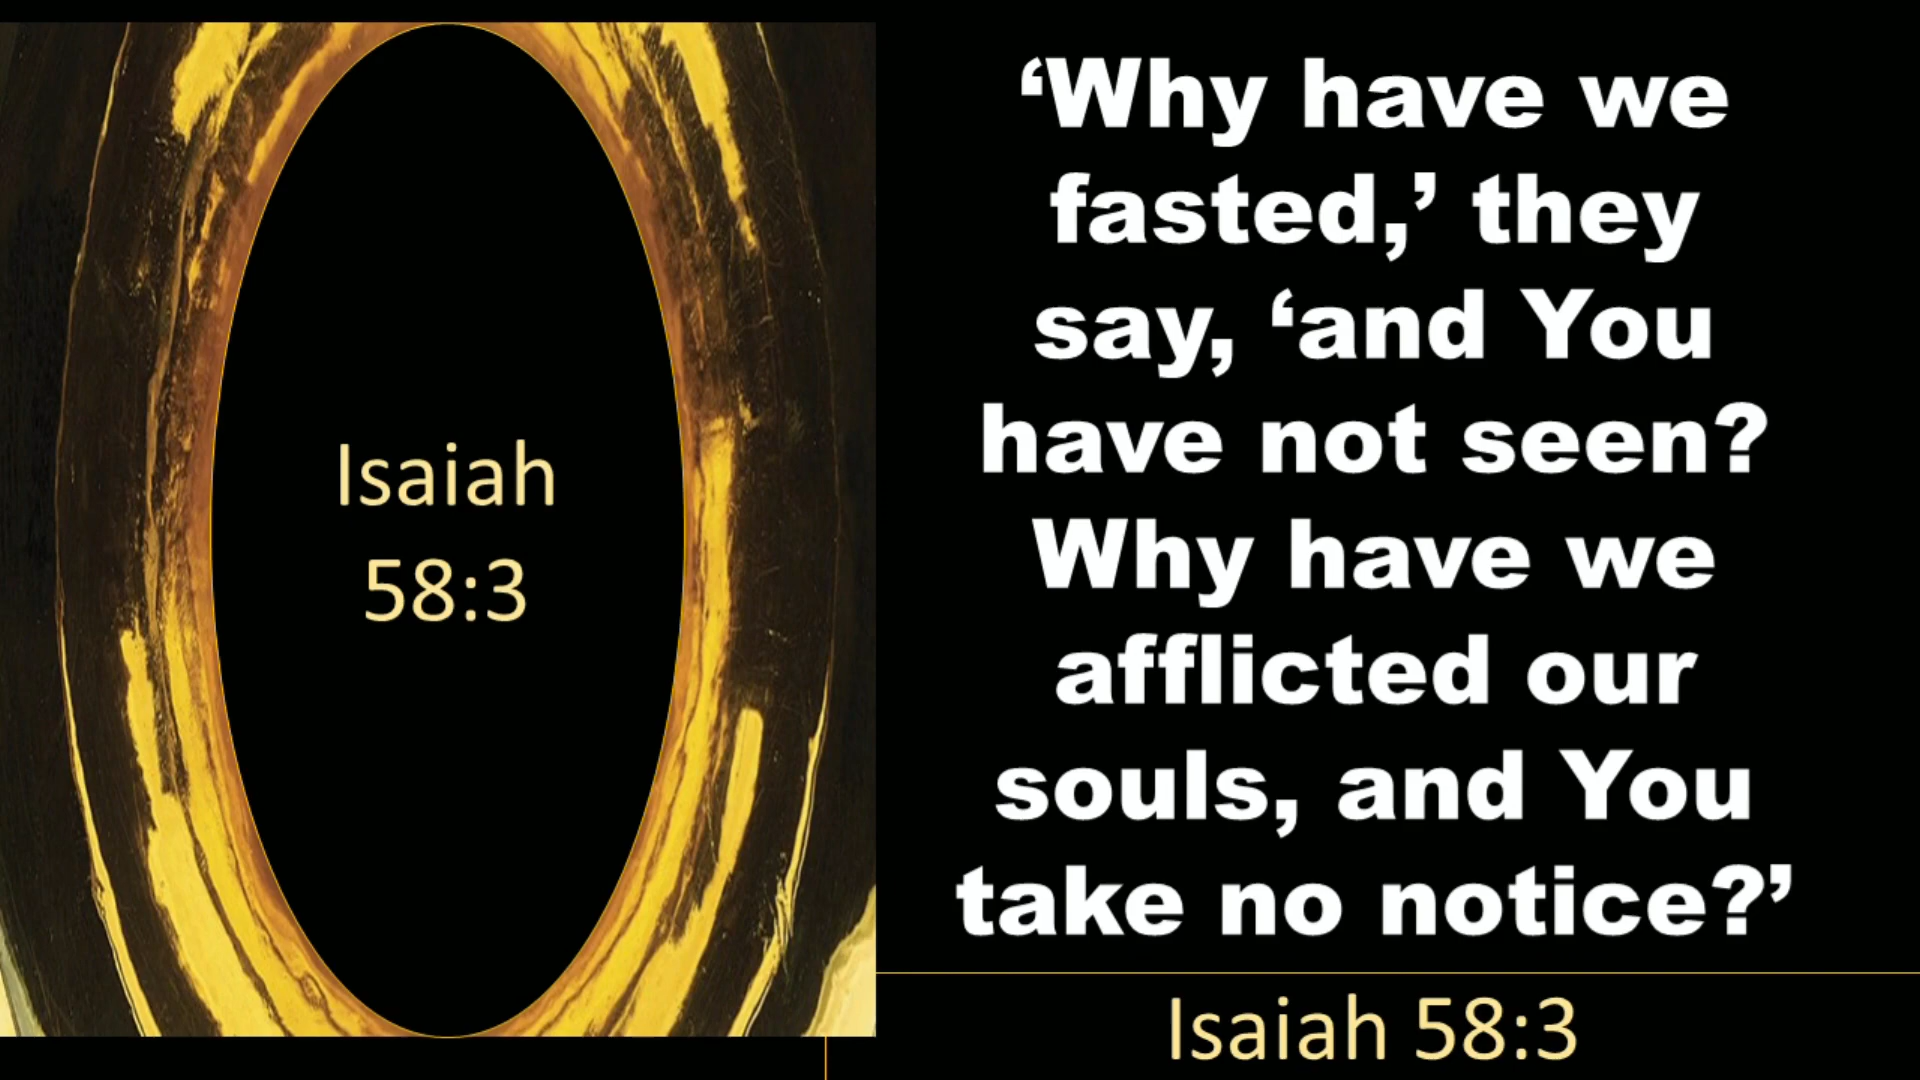 Isaiah
58:3
‘Why have we
fasted,’ they
say, ‘and You
have not seen?
Why have we
afflicted our
souls, and You
take no notice?’
Isaiah 58:3